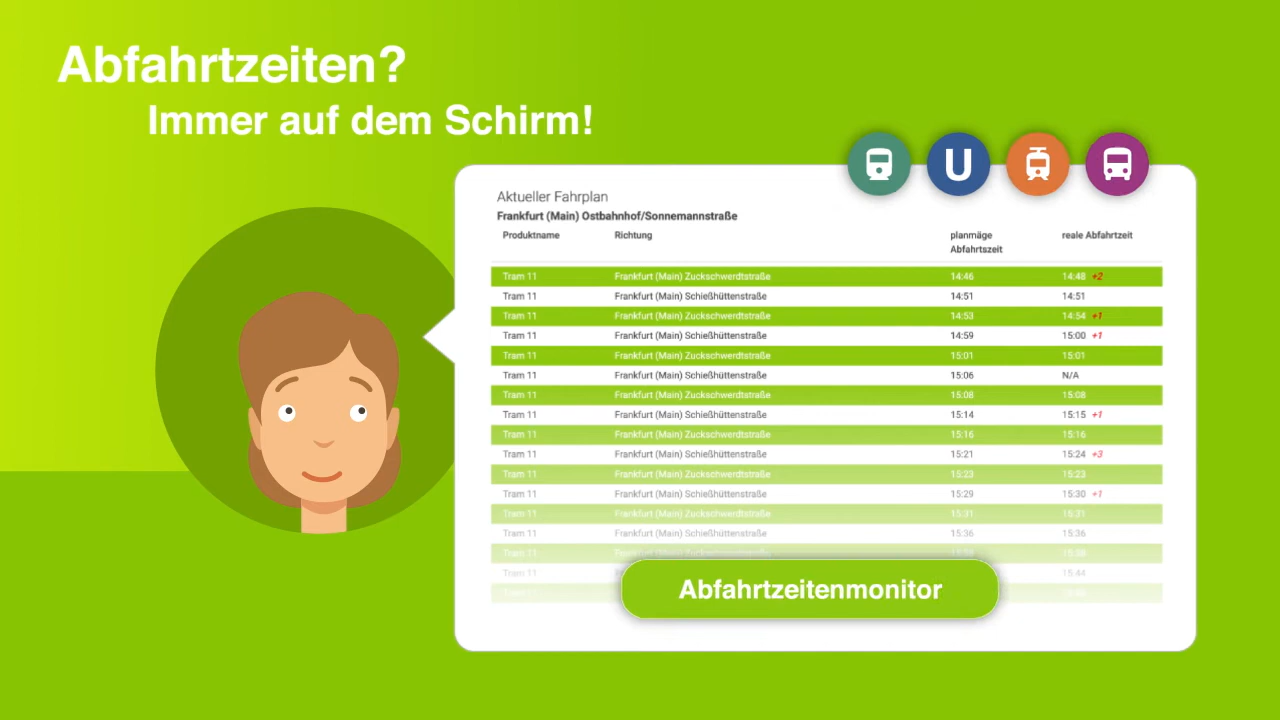 Abfahrtzeiten?
Immer auf dem Schirm!
U
Aktueller Fahrplan
Frankfurt (Main) Ostbahnhof/Sonnemannstraße
Produktname Richtung planmäge Abfahrtszeit reale Abfahrtzeit
Tram 11 Frankfurt (Main) Zuckschwerdtstraße 14:46 14:48 +2
Tram 11 Frankfurt (Main) Schießhüttenstraße 14:51 14:51
Tram 11 Frankfurt (Main) Zuckschwerdtstraße 14:53 14:54 +1
Tram 11 Frankfurt (Main) Schießhüttenstraße 14:59 15:00 +1
Tram 11 Frankfurt (Main) Zuckschwerdtstraße 15:01 15:01
Tram 11 Frankfurt (Main) Schießhüttenstraße 15:06 N/A
Tram 11 Frankfurt (Main) Zuckschwerdtstraße 15:08 15:08
Tram 11 Frankfurt (Main) Schießhüttenstraße 15:14 15:15 +1
Tram 11 Frankfurt (Main) Zuckschwerdtstraße 15:16 15:16
Tram 11 Frankfurt (Main) Schießhüttenstraße 15:21 15:24 +3
Tram 11 Frankfurt (Main) Zuckschwerdtstraße 15:23 15:23
Tram 11 Frankfurt (Main) Schießhüttenstraße 15:29 15:30 +1
Tram 11 Frankfurt (Main) Zuckschwerdtstraße 15:31 15:31
Tram 11 Frankfurt (Main) Schießhüttenstraße 15:36 15:36
Tram 11 15:38
Tram 11 15:44
Abfahrtzeitenmonitor